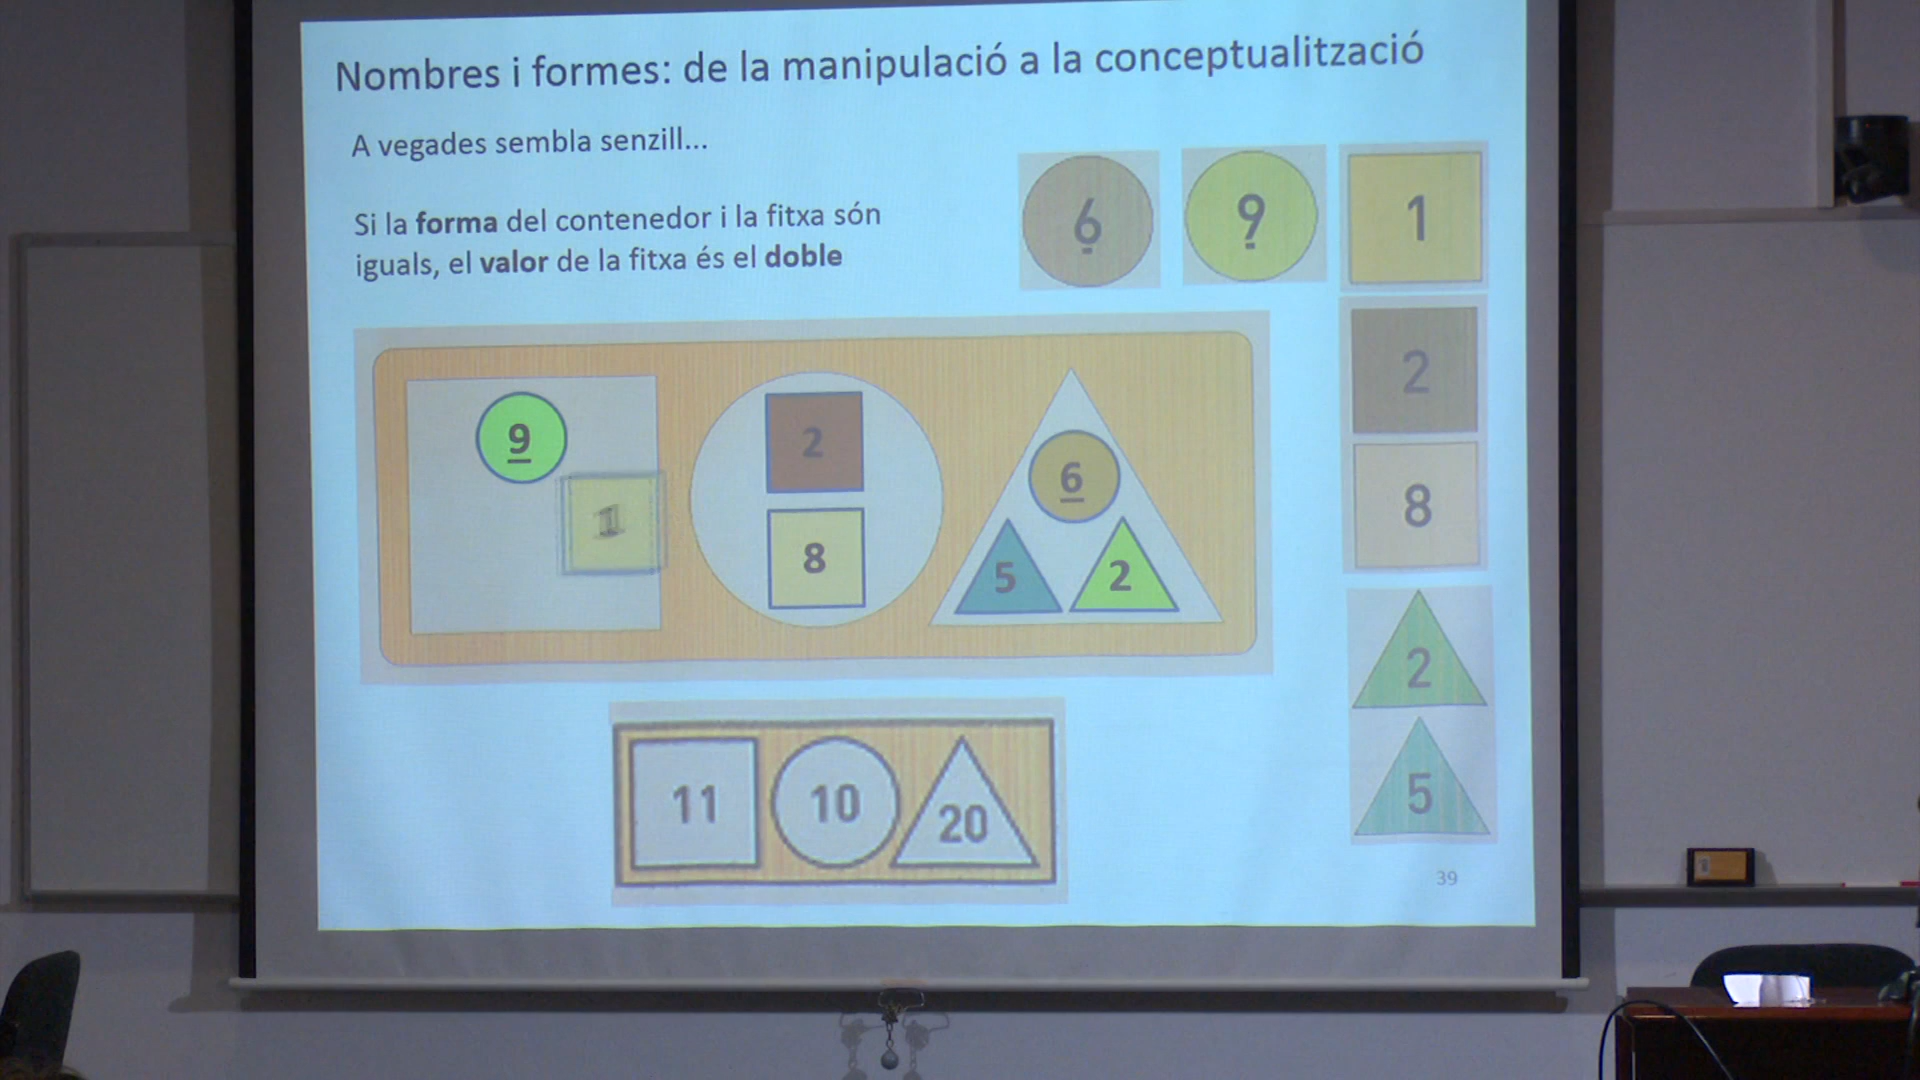 Nombres i formes: de la manipulació a la conceptualització
A vegades sembla senzill...
Si la forma del contenedor i la fitxa són
iguals, el valor de la fitxa és el doble
6 9 1
2
8
2
5
9
1
2
8
6
5 2
11 10 20
39